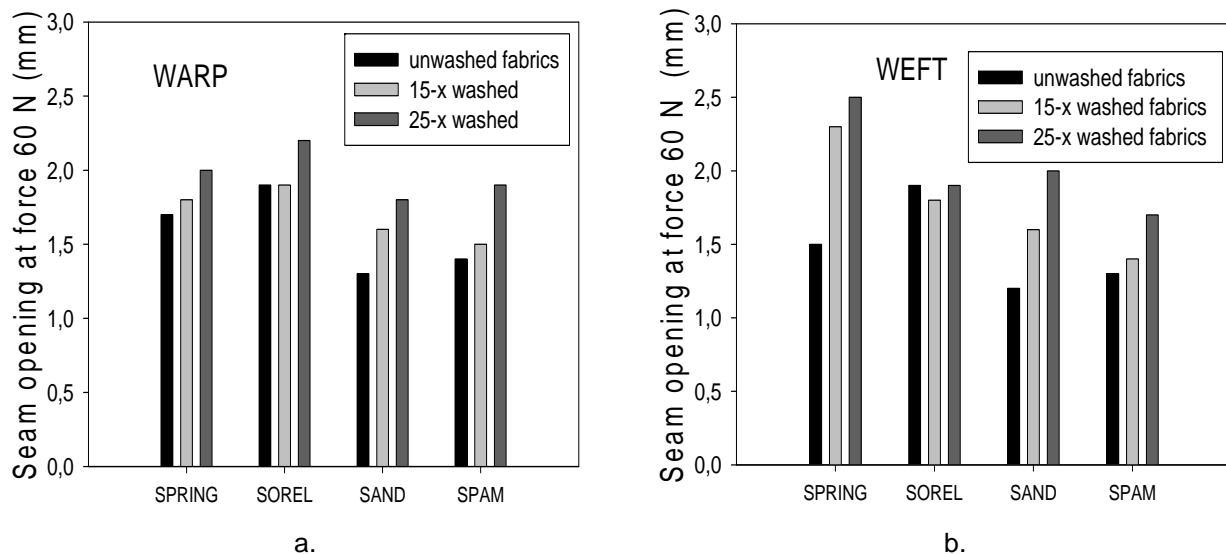 Seam opening at force 60 N (mm)
3,0
2,5
2,0
1,5
1,0
0,5
0,0
WARP
unwashed fabrics
15-x washed
25-x washed
SPRING SOREL SAND SPAM
a.
Seam opening at force 60 N (mm)
3,0
2,5
2,0
1,5
1,0
0,5
0,0
WEFT
unwashed fabrics
15-x washed fabrics
25-x washed fabrics
SPRING SOREL SAND SPAM
b.